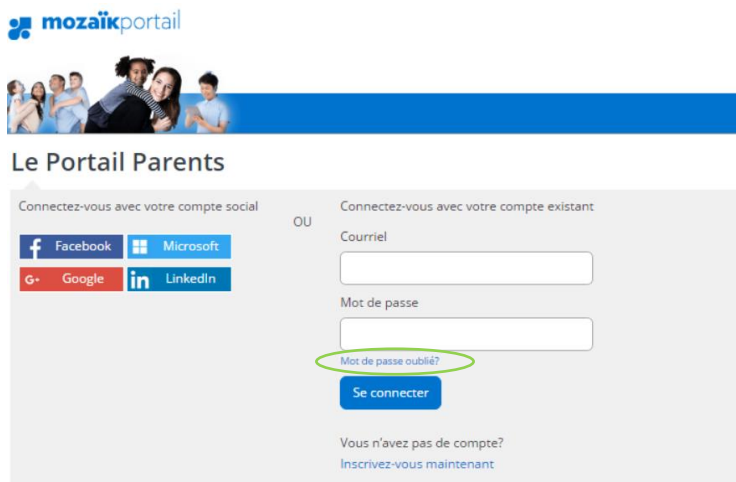 mozaïkportail
Le Portail Parents
Connectez-vous avec votre compte social
Facebook
Microsoft
G+ Google
in LinkedIn
OU
Connectez-vous avec votre compte existant
Courriel
Mot de passe
Mot de passe oublié?
Se connecter
Vous n'avez pas de compte?
Inscrivez-vous maintenant